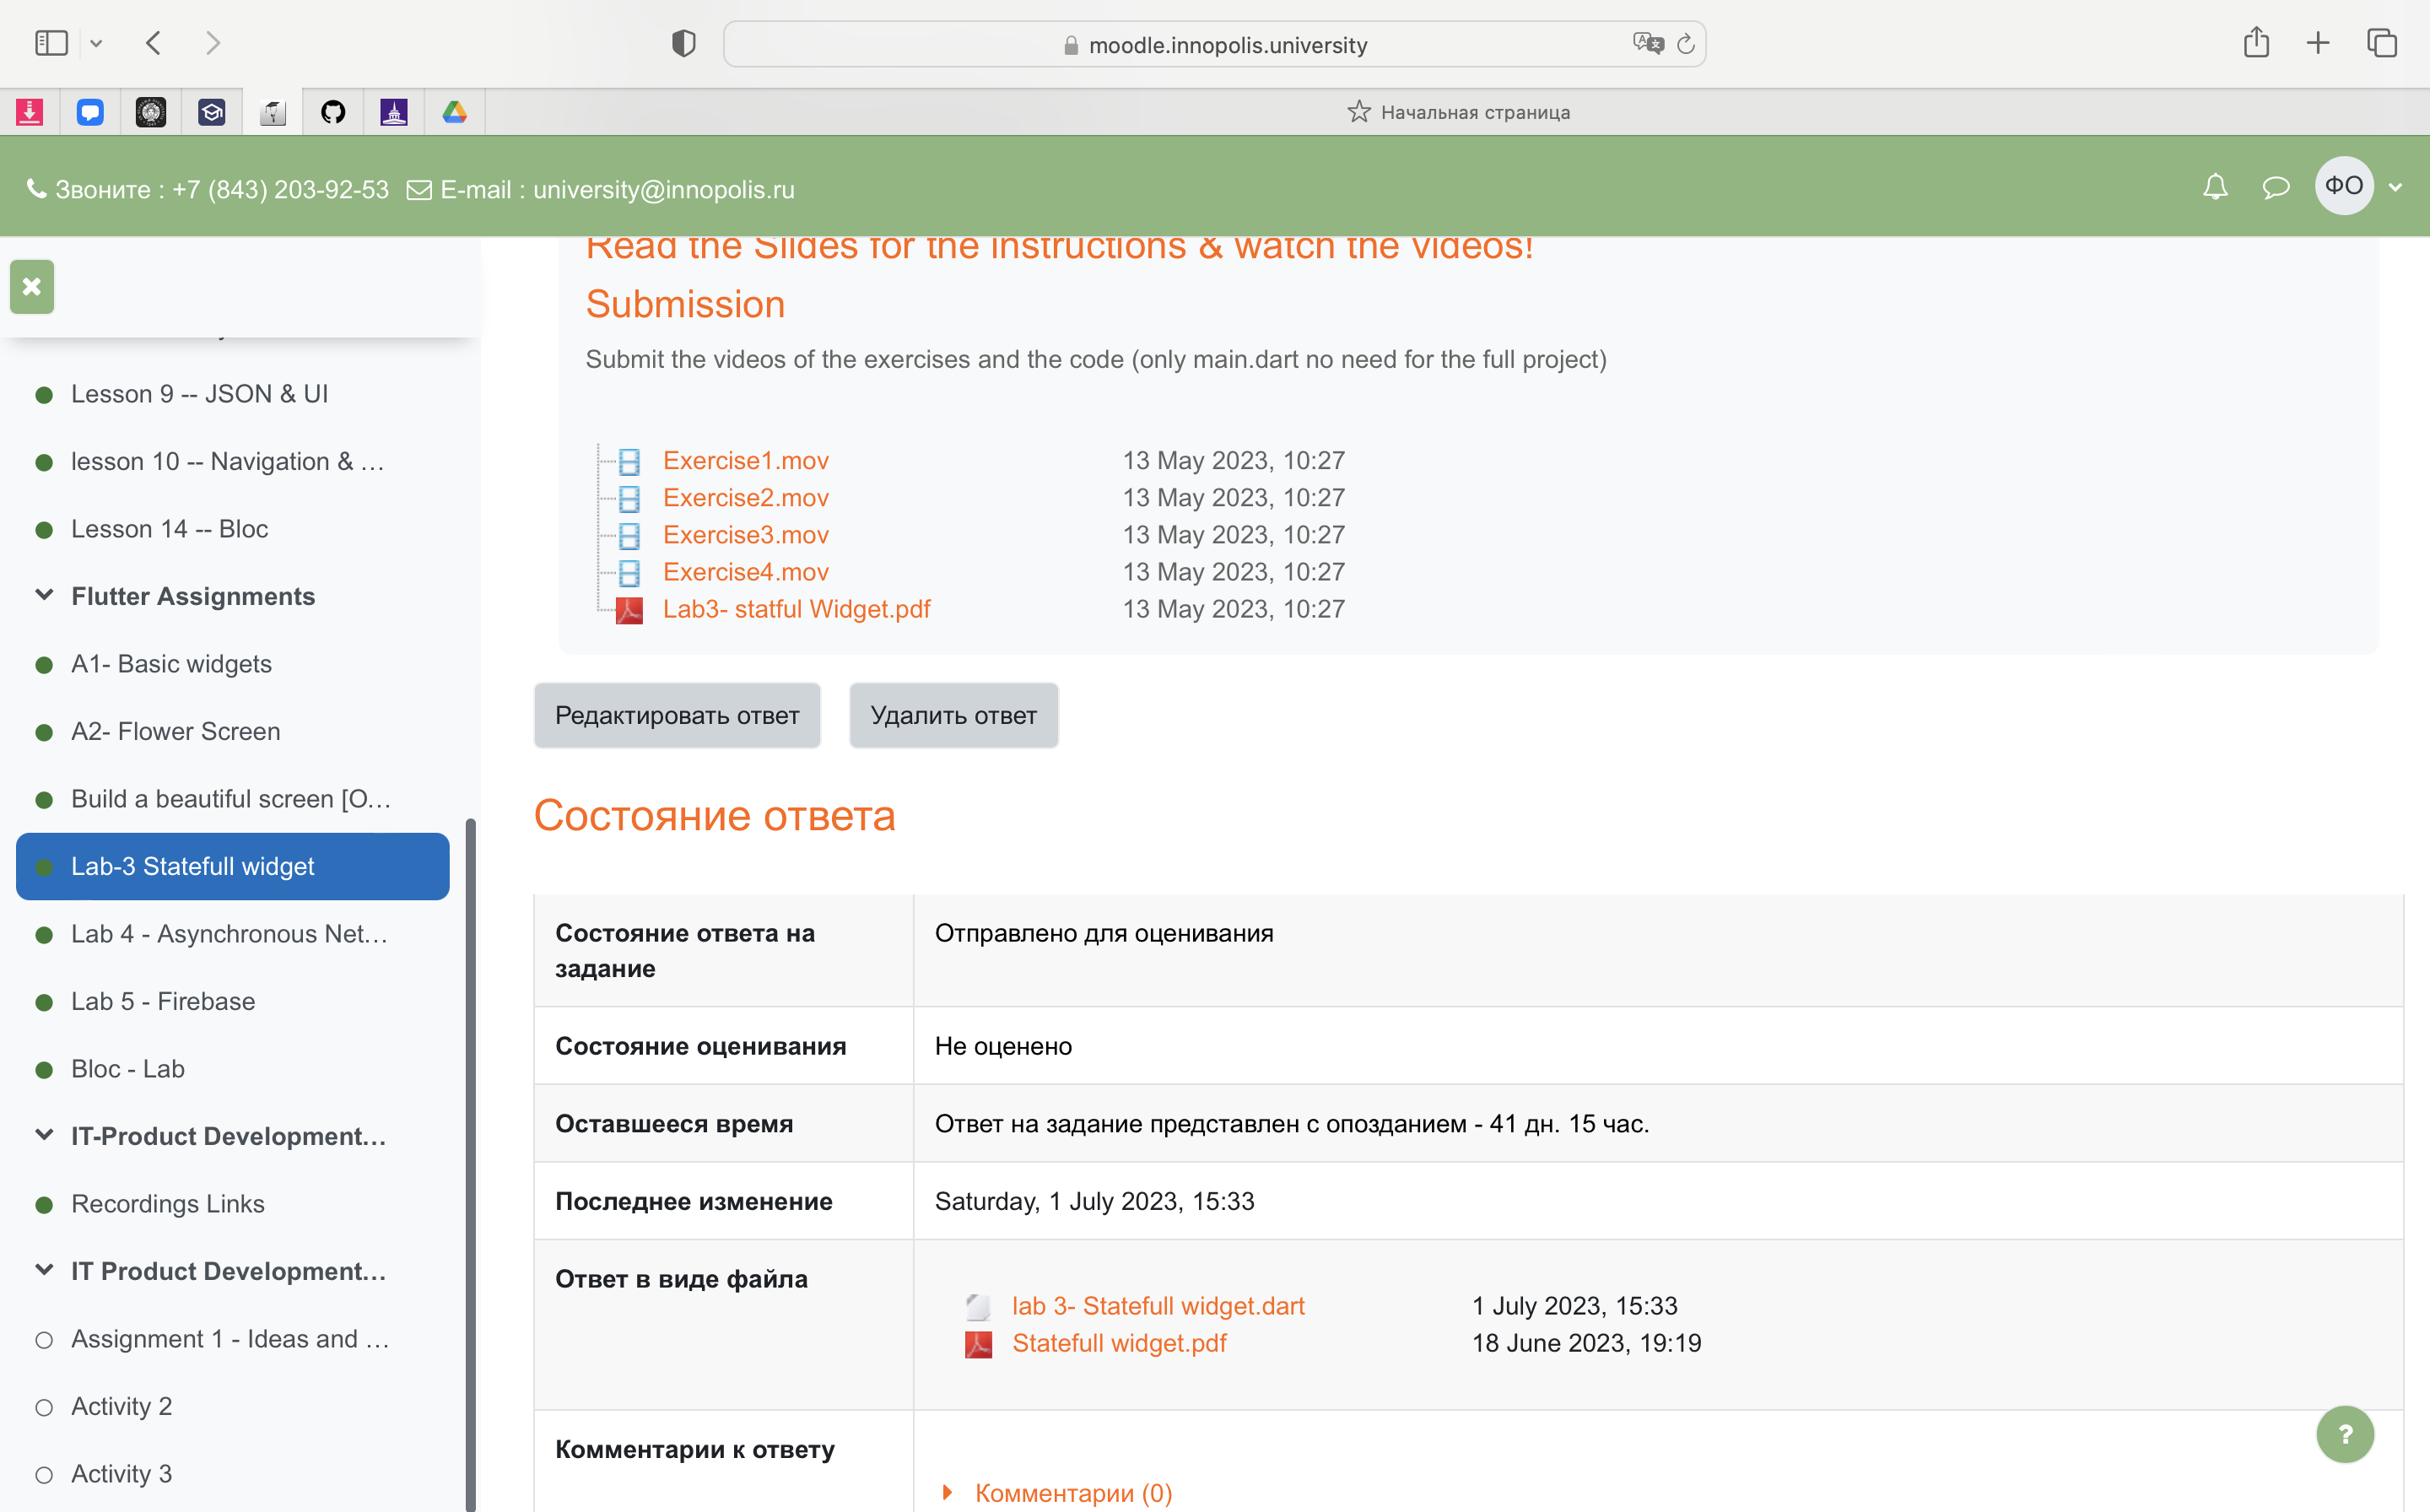 moodle.innopolis.university
Начальная страница
Звоните : +7 (843) 203-92-53 E-mail : university@innopolis.ru
ФО
Lesson 9 -- JSON & UI
lesson 10 -- Navigation & ...
Lesson 14 -- Bloc
Flutter Assignments
A1- Basic widgets
A2- Flower Screen
Build a beautiful screen [O...
Lab-3 Statefull widget
Lab 4 - Asynchronous Net...
Lab 5 - Firebase
Bloc - Lab
IT-Product Development...
Recordings Links
IT Product Development...
Assignment 1 - Ideas and ...
Activity 2
Activity 3
Read the Slides for the instructions & watch the videos!
Submission
Submit the videos of the exercises and the code (only main.dart no need for the full project)
Exercise1.mov 13 May 2023, 10:27
Exercise2.mov 13 May 2023, 10:27
Exercise3.mov 13 May 2023, 10:27
Exercise4.mov 13 May 2023, 10:27
Lab3- statful Widget.pdf 13 May 2023, 10:27
Редактировать ответ Удалить ответ
Состояние ответа
Состояние ответа на
задание
Отправлено для оценивания
Состояние оценивания Не оценено
Оставшееся время Ответ на задание представлен с опозданием - 41 дн. 15 час.
Последнее изменение Saturday, 1 July 2023, 15:33
Ответ в виде файла
lab 3- Statefull widget.dart 1 July 2023, 15:33
Statefull widget.pdf 18 June 2023, 19:19
Комментарии к ответу
Комментарии (0)
?